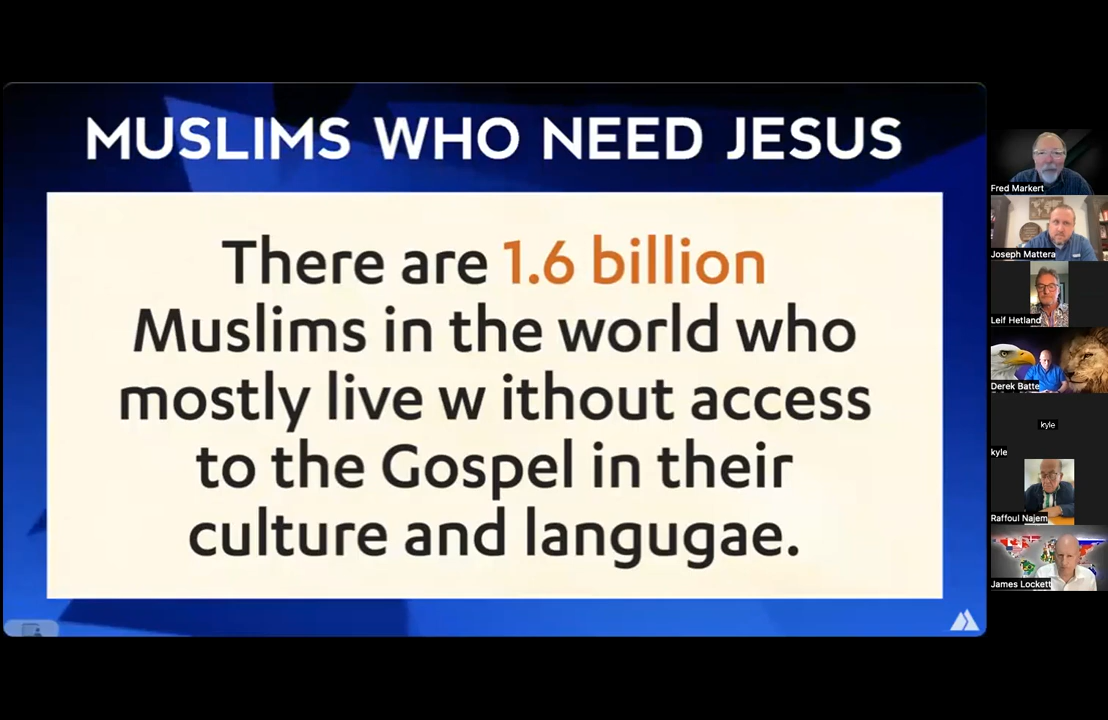 MUSLIMS WHO NEED JESUS
There are 1.6 billion
Muslims in the world who
mostly live w ithout access
to the Gospel in their
culture and langugae.
Fred Markert
Joseph Mattera
Leif Hetland
Derek Batte
kyle
kyle
Raffoul Najem
James Lockett